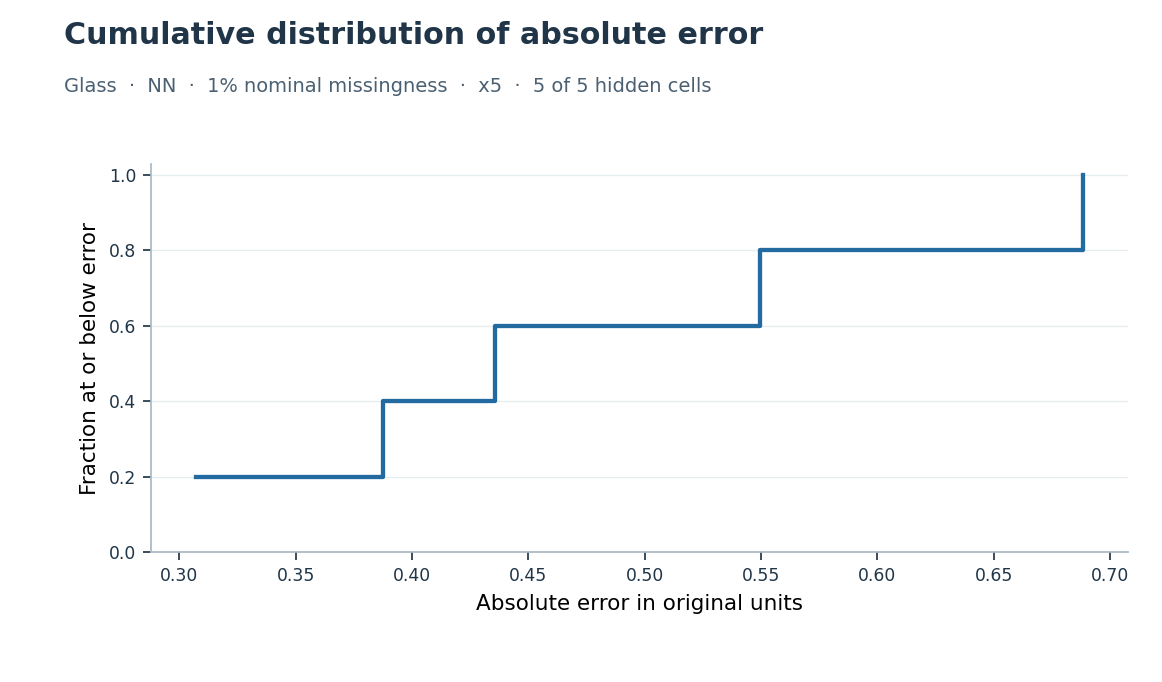 Cumulative distribution of absolute error
Glass · NN · 1% nominal missingness · x5 · 5 of 5 hidden cells
Fraction at or below error
1.0
0.8
0.6
0.4
0.2
0.0
0.30 0.35 0.40 0.45 0.50 0.55 0.60 0.65 0.70
Absolute error in original units